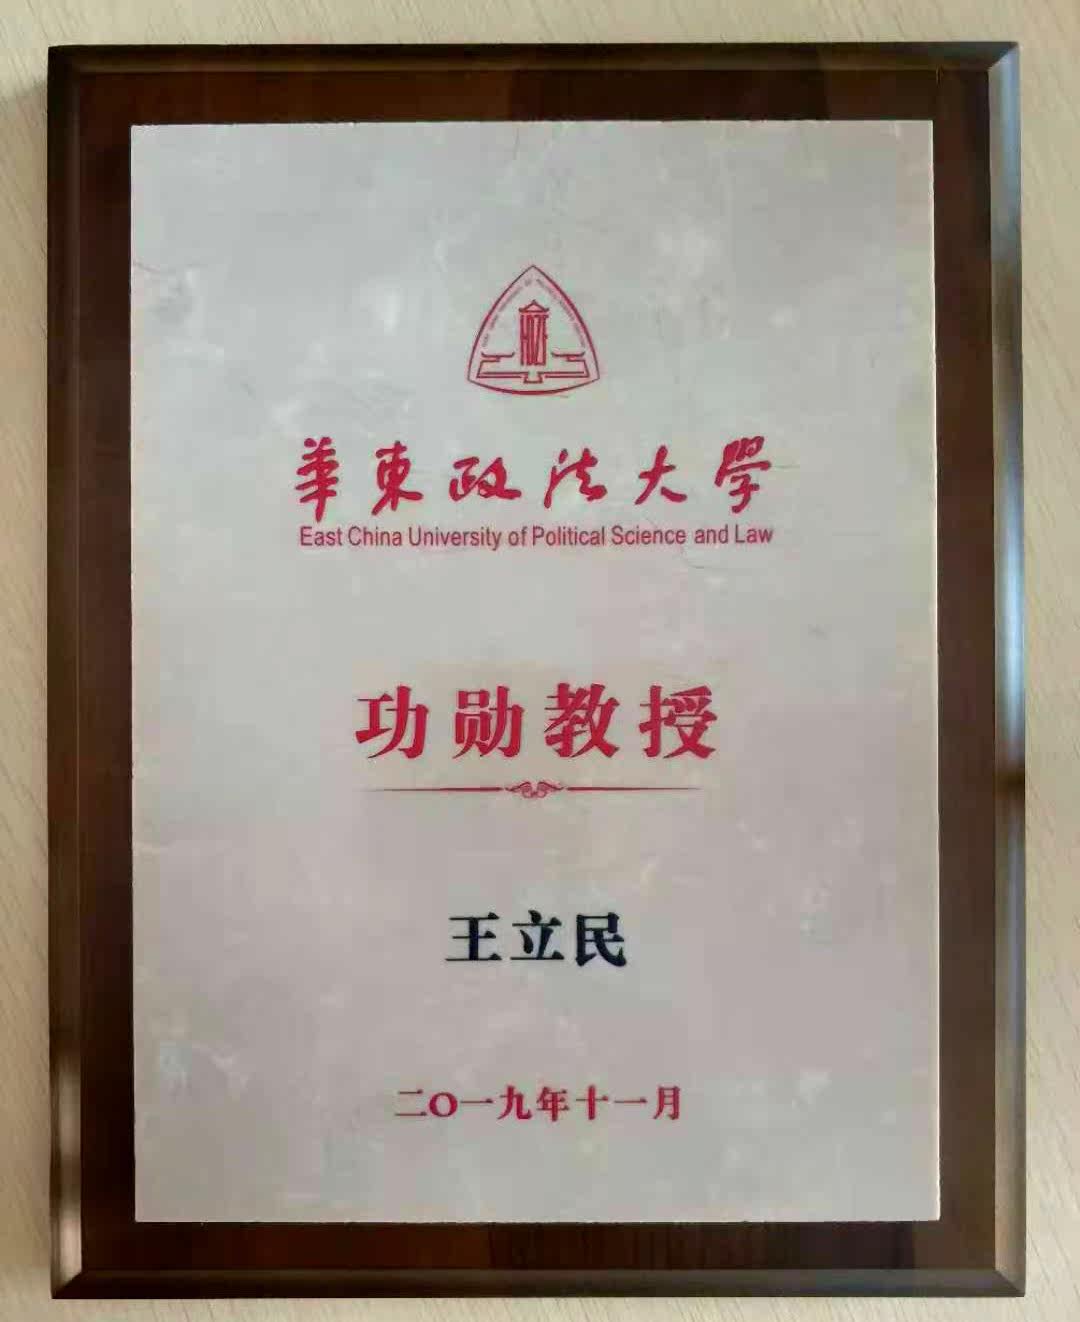 華東政法大學
East China University of Political Science and Law
功勋教授
王立民
二〇一九年十一月